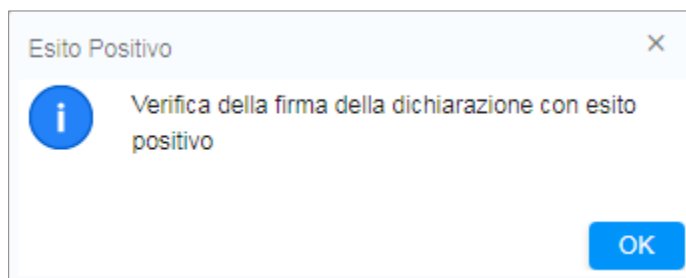 Esito Positivo
Verifica della firma della dichiarazione con esito
positivo
OK